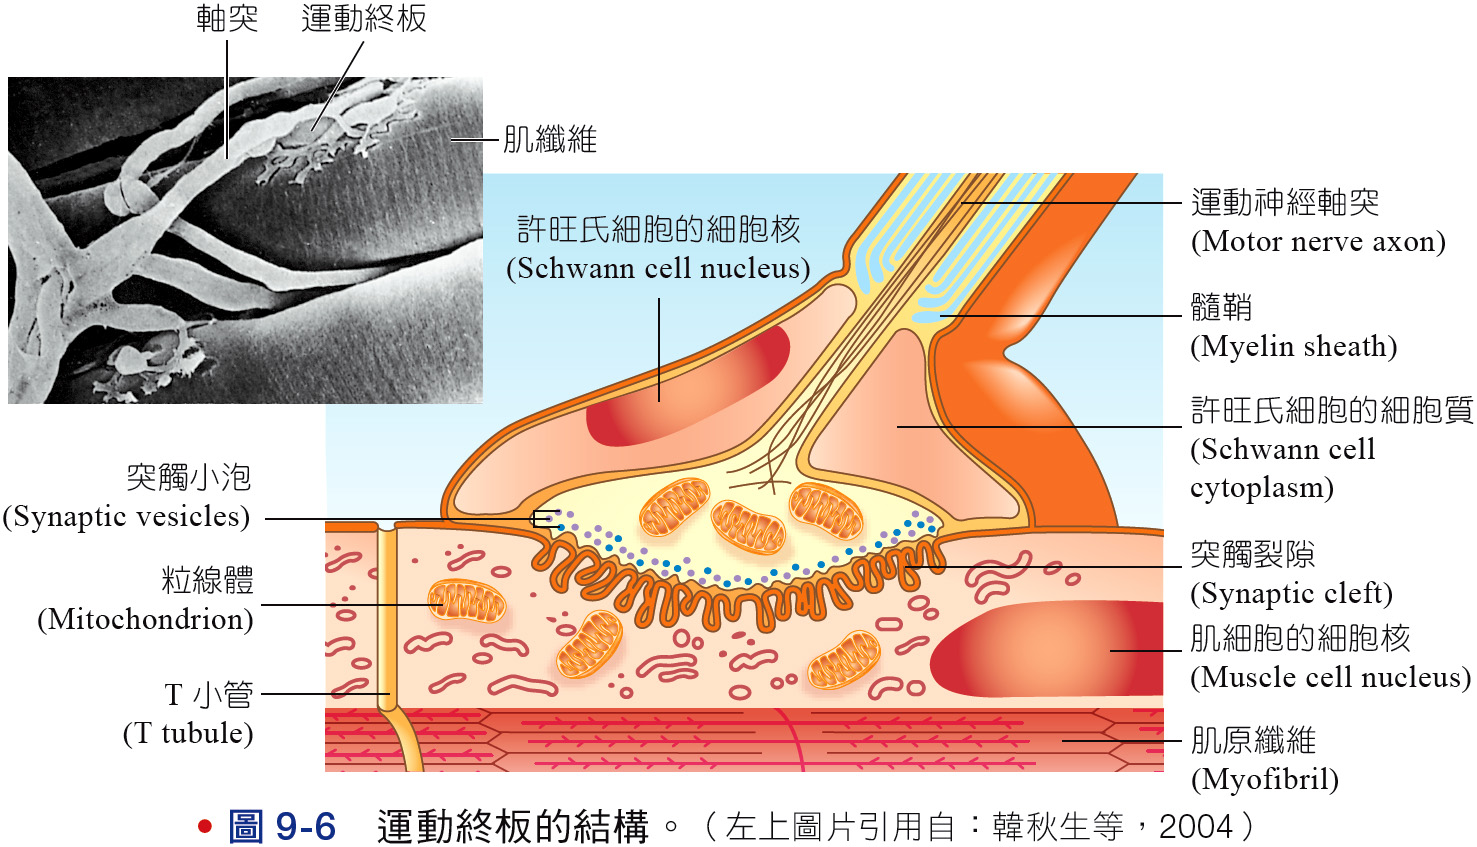 軸突
運動終板
肌纖維
許旺氏細胞的細胞核
(Schwann cell nucleus)
運動神經軸突
(Motor nerve axon)
髓鞘
(Myelin sheath)
許旺氏細胞的細胞質
(Schwann cell
cytoplasm)
突觸小泡
(Synaptic vesicles)
突觸裂隙
(Synaptic cleft)
粒線體
(Mitochondrion)
肌細胞的細胞核
(Muscle cell nucleus)
T 小管
(T tubule)
肌原纖維
(Myofibril)
• 圖 9-6 運動終板的結構。（左上圖片引用自：韓秋生等，2004）